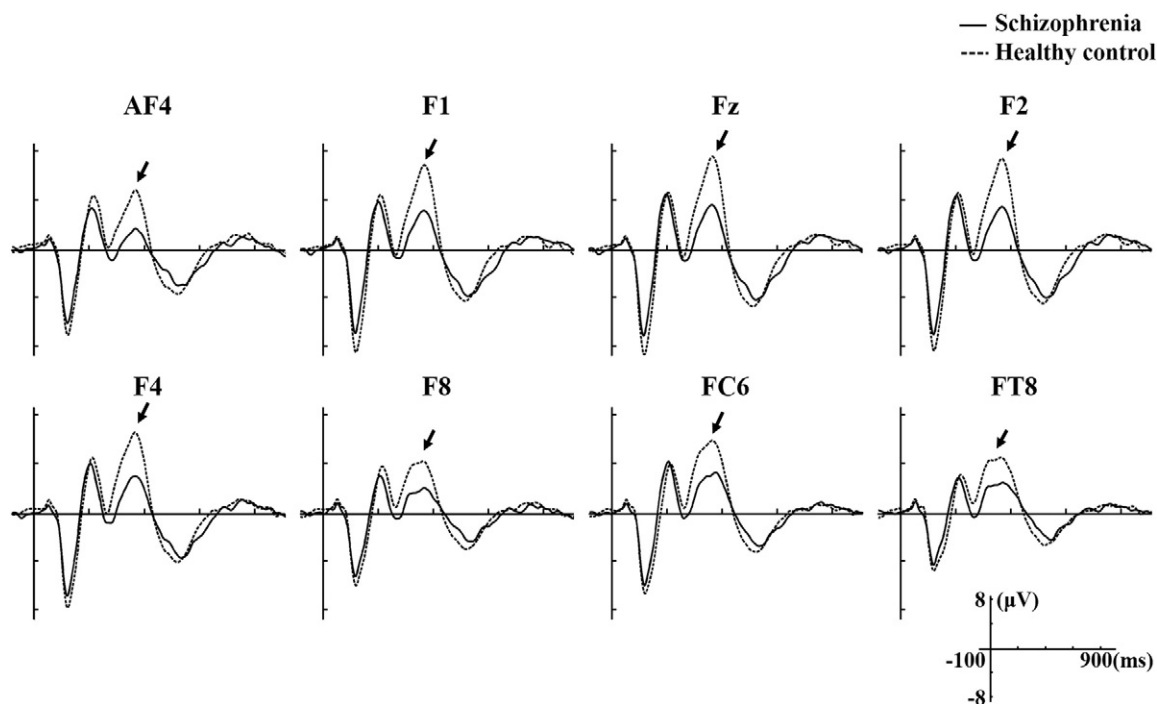 Schizophrenia
Healthy control
AF4 F1 Fz F2
F4 F8 FC6 FT8
8 (μV)
-100 900(ms)
-8